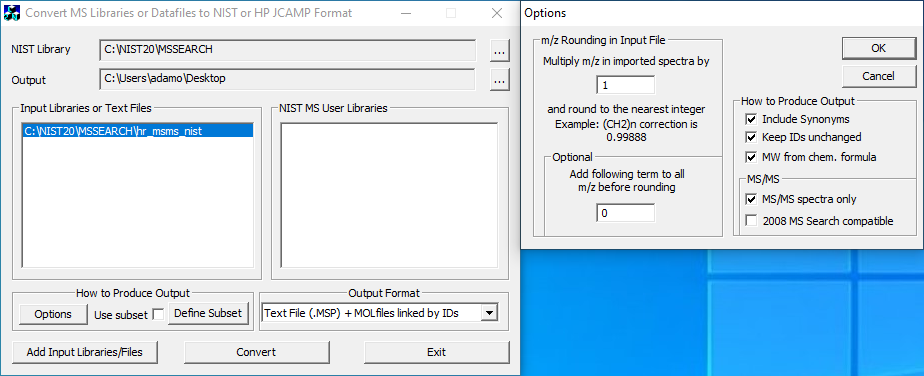 Convert MS Libraries or Datafiles to NIST or HP JCAMP Format
NIST Library
C:\NIST20\MSSEARCH
...
Output
C:\Users\adamo\Desktop
...
Input Libraries or Text Files
C:\NIST20\MSSEARCH\hr_msms_nist
NIST MS User Libraries
How to Produce Output
Options
Use subset
Define Subset
Output Format
Text File (.MSP) + MOLfiles linked by IDs
Add Input Libraries/Files
Convert
Exit
Options
m/z Rounding in Input File
Multiply m/z in imported spectra by
1
and round to the nearest integer
Example: (CH2)n correction is
0.99888
Optional
Add following term to all
m/z before rounding
0
OK
Cancel
How to Produce Output
Include Synonyms
Keep IDs unchanged
MW from chem. formula
MS/MS
MS/MS spectra only
2008 MS Search compatible